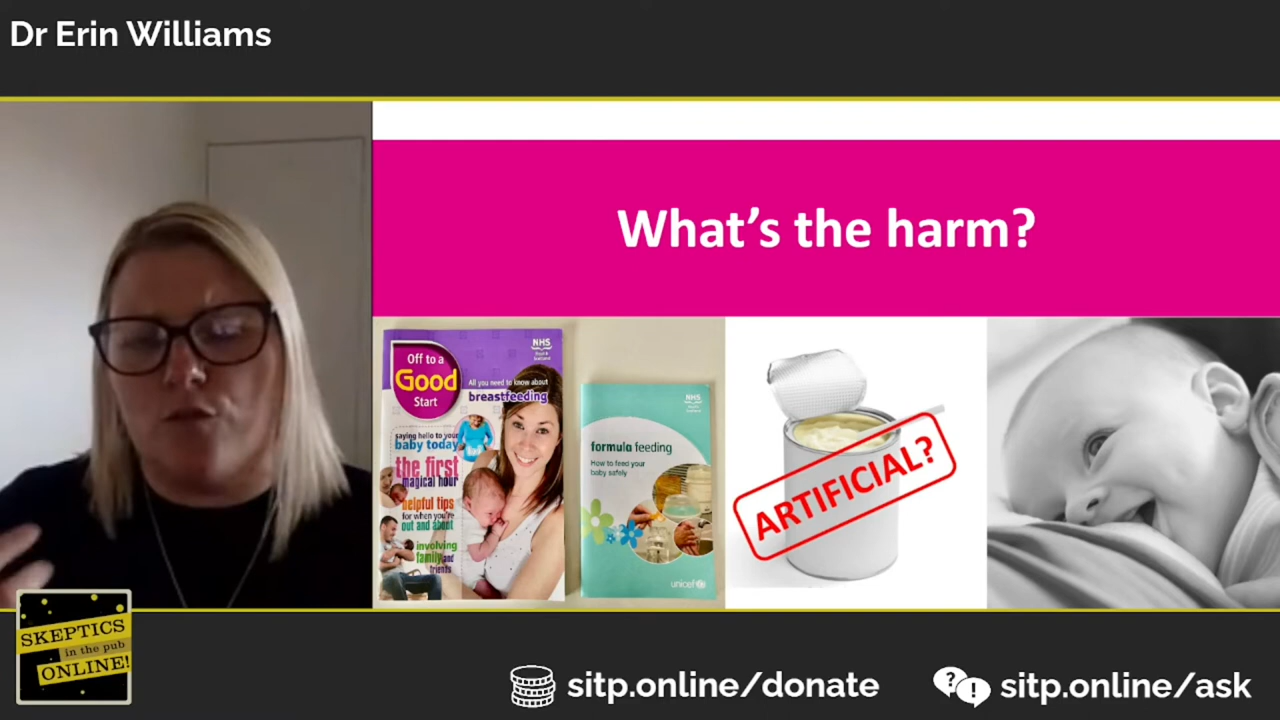 Dr Erin Williams
What's the harm?
NHS
Health
Scotland
Off to a
Good
Start
All you need to know about
breastfeeding
saying hello to your
baby today
the first
magical hour
helpful tips
for when you're
out and about
involving
family and
friends
NHS
formula feeding
How to feed your
baby safely
unicef
ARTIFICIAL?
SKEPTICS
in the pub
ONLINE!
sitp.online/donate
sitp.online/ask